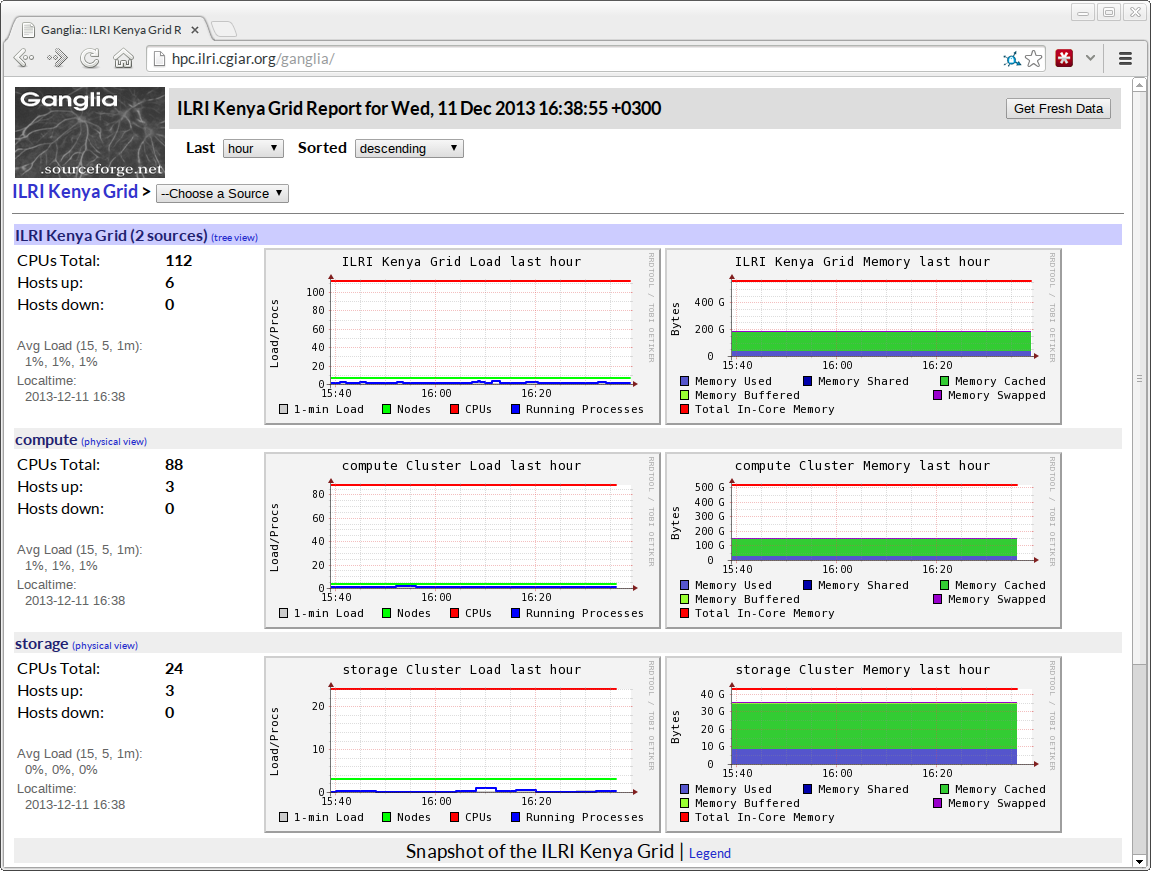 Ganglia:: ILRI Kenya Grid R
hpc.ilri.cgiar.org/ganglia/
Ganglia
.sourceforge.net
ILRI Kenya Grid Report for Wed, 11 Dec 2013 16:38:55 +0300
Get Fresh Data
Last hour Sorted descending
ILRI Kenya Grid > --Choose a Source
ILRI Kenya Grid (2 sources) (tree view)
CPUs Total: 112
Hosts up: 6
Hosts down: 0
Avg Load (15, 5, 1m):
1%, 1%, 1%
Localtime:
2013-12-11 16:38
ILRI Kenya Grid Load last hour
Load/Procs
100
80
60
40
20
0
15:40 16:00 16:20
1-min Load Nodes CPUs Running Processes
RRDTOOL / TOBI OETIKER
ILRI Kenya Grid Memory last hour
Bytes
400 G
200 G
0
15:40 16:00 16:20
Memory Used Memory Shared Memory Cached
Memory Buffered Memory Swapped
Total In-Core Memory
RRDTOOL / TOBI OETIKER
compute (physical view)
CPUs Total: 88
Hosts up: 3
Hosts down: 0
Avg Load (15, 5, 1m):
1%, 1%, 1%
Localtime:
2013-12-11 16:38
compute Cluster Load last hour
Load/Procs
80
60
40
20
0
15:40 16:00 16:20
1-min Load Nodes CPUs Running Processes
RRDTOOL / TOBI OETIKER
compute Cluster Memory last hour
Bytes
500 G
400 G
300 G
200 G
100 G
0
15:40 16:00 16:20
Memory Used Memory Shared Memory Cached
Memory Buffered Memory Swapped
Total In-Core Memory
RRDTOOL / TOBI OETIKER
storage (physical view)
CPUs Total: 24
Hosts up: 3
Hosts down: 0
Avg Load (15, 5, 1m):
0%, 0%, 0%
Localtime:
2013-12-11 16:38
storage Cluster Load last hour
Load/Procs
20
10
0
15:40 16:00 16:20
1-min Load Nodes CPUs Running Processes
RRDTOOL / TOBI OETIKER
storage Cluster Memory last hour
Bytes
40 G
30 G
20 G
10 G
0
15:40 16:00 16:20
Memory Used Memory Shared Memory Cached
Memory Buffered Memory Swapped
Total In-Core Memory
RRDTOOL / TOBI OETIKER
Snapshot of the ILRI Kenya Grid | Legend